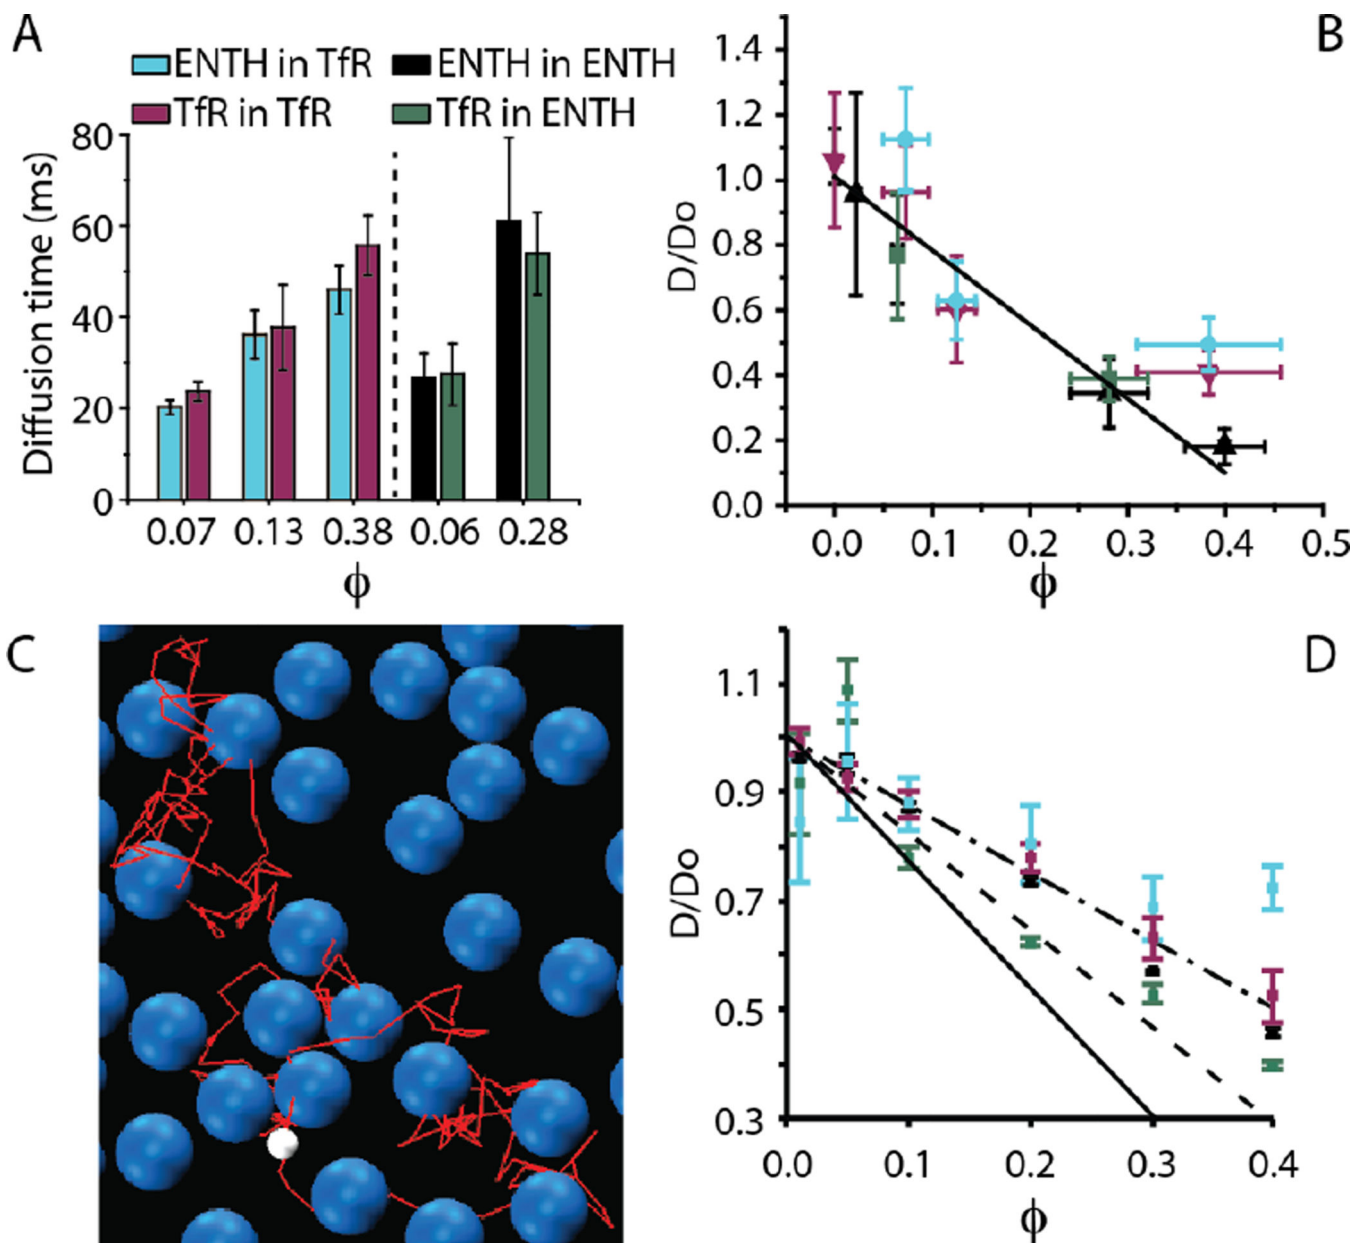 A
ENTH in TfR
ENTH in ENTH
TfR in TfR
TfR in ENTH
Diffusion time (ms)
80
60
40
20
0
0.07 0.13 0.38 0.06 0.28
ϕ
B
D/Do
1.4
1.2
1.0
0.8
0.6
0.4
0.2
0.0
0.0 0.1 0.2 0.3 0.4 0.5
ϕ
C
D
D/Do
1.1
0.9
0.7
0.5
0.3
0.0 0.1 0.2 0.3 0.4
ϕ